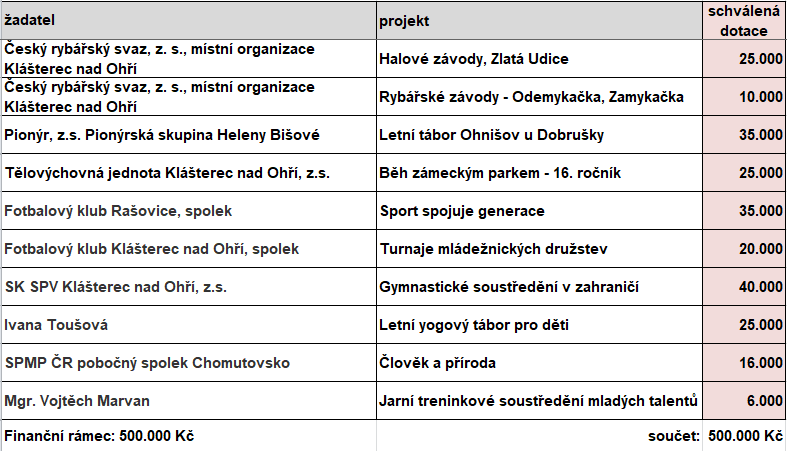 žadatel projekt schválená
dotace
Český rybářský svaz, z. s., místní organizace
Klášterec nad Ohří Halové závody, Zlatá Udice 25.000
Český rybářský svaz, z. s., místní organizace
Klášterec nad Ohří Rybářské závody - Odemykačka, Zamykačka 10.000
Pionýr, z.s. Pionýrská skupina Heleny Bišové Letní tábor Ohnišov u Dobrušky 35.000
Tělovýchovná jednota Klášterec nad Ohří, z.s. Běh zámeckým parkem - 16. ročník 25.000
Fotbalový klub Rašovice, spolek Sport spojuje generace 35.000
Fotbalový klub Klášterec nad Ohří, spolek Turnaje mládežnických družstev 20.000
SK SPV Klášterec nad Ohří, z.s. Gymnastické soustředění v zahraničí 40.000
Ivana Toušová Letní yogový tábor pro děti 25.000
SPMP ČR pobočný spolek Chomutovsko Člověk a příroda 16.000
Mgr. Vojtěch Marvan Jarní treninkové soustředění mladých talentů 6.000
Finanční rámec: 500.000 Kč součet: 500.000 Kč